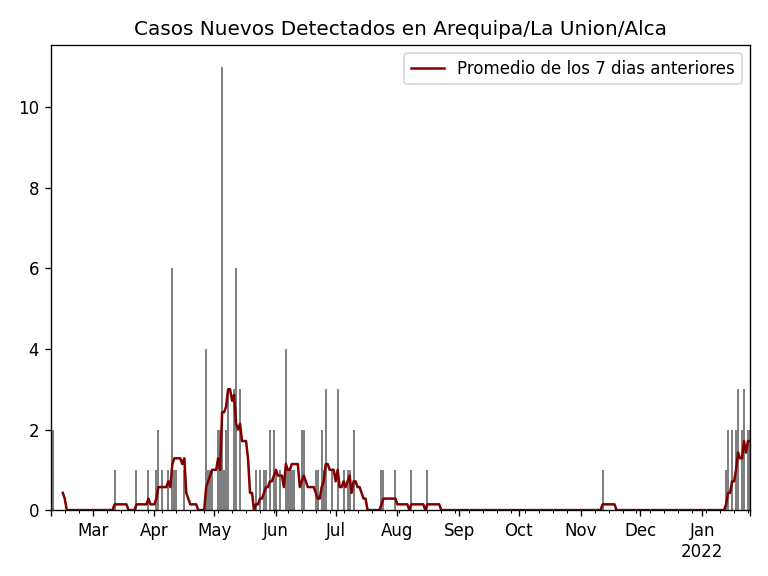 Casos Nuevos Detectados en Arequipa/La Union/Alca
Promedio de los 7 dias anteriores
10
8
6
4
2
0
Mar Apr May Jun Jul Aug Sep Oct Nov Dec Jan
2022